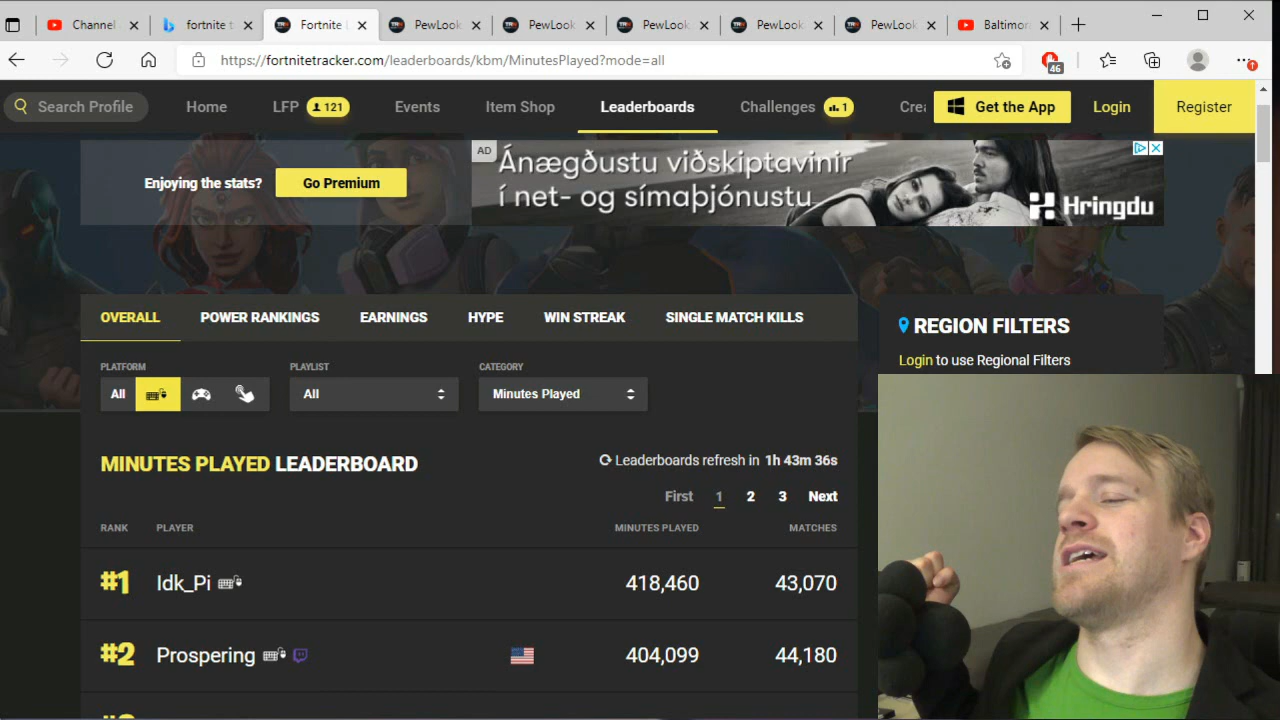 Channel
fortnite t
Fortnite L
PewLook
PewLook
PewLook
PewLook
PewLook
Baltimor
https://fortnitetracker.com/leaderboards/kbm/MinutesPlayed?mode=all
46
Search Profile
Home
LFP 121
Events
Item Shop
Leaderboards
Challenges 1
Crea
Get the App
Login
Register
Enjoying the stats?
Go Premium
AD
Ánægðustu viðskiptavinir
í net- og símaþjónustu
Hringdu
OVERALL
POWER RANKINGS
EARNINGS
HYPE
WIN STREAK
SINGLE MATCH KILLS
REGION FILTERS
Login to use Regional Filters
PLATFORM
PLAYLIST
CATEGORY
All
All
Minutes Played
MINUTES PLAYED LEADERBOARD
Leaderboards refresh in 1h 43m 36s
First 1 2 3 Next
RANK PLAYER MINUTES PLAYED MATCHES
#1 Idk_Pi 418,460 43,070
#2 Prospering 404,099 44,180